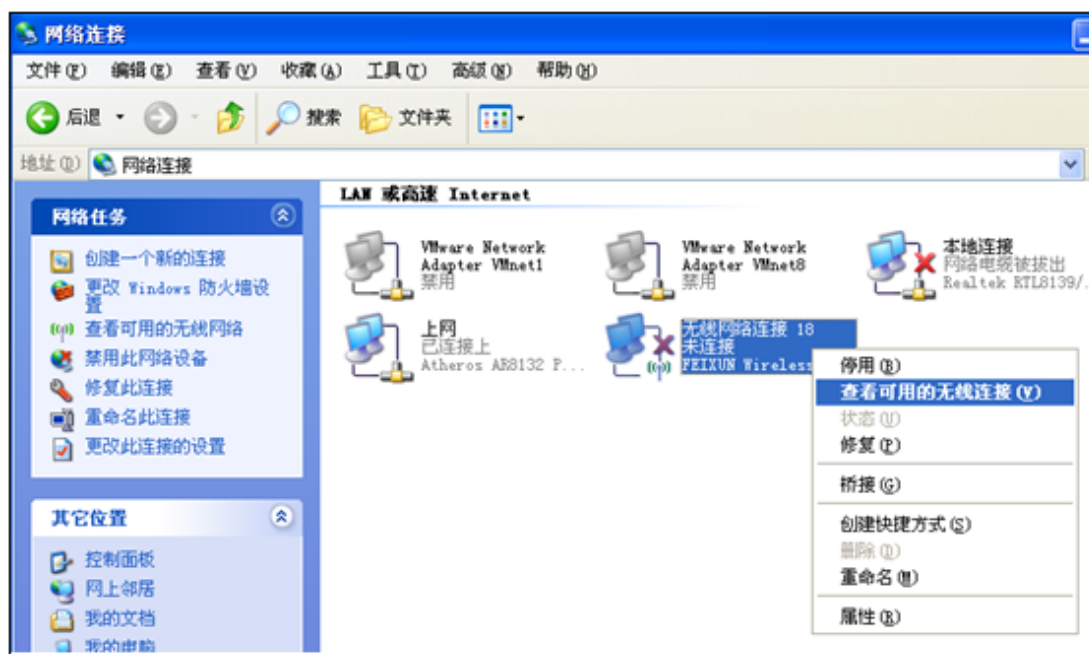 网络连接
文件(F) 编辑(E) 查看(V) 收藏(A) 工具(T) 高级(N) 帮助(H)
后退 搜索 文件夹
地址(D) 网络连接
网络任务
创建一个新的连接
更改 Windows 防火墙设
置
查看可用的无线网络
禁用此网络设备
修复此连接
重命名此连接
更改此连接的设置
其它位置
控制面板
网上邻居
我的文档
我的电脑
LAN 或高速 Internet
VMware Network
Adapter VMnet1
禁用
VMware Network
Adapter VMnet8
禁用
本地连接
网络电缆被拔出
Realtek RTL8139/.
上网
已连接上
Atheros AR8132 P...
无线网络连接 18
未连接
FEIXUN Wireless
停用(B)
查看可用的无线连接(V)
状态(U)
修复(P)
桥接(G)
创建快捷方式(S)
删除(D)
重命名(M)
属性(R)